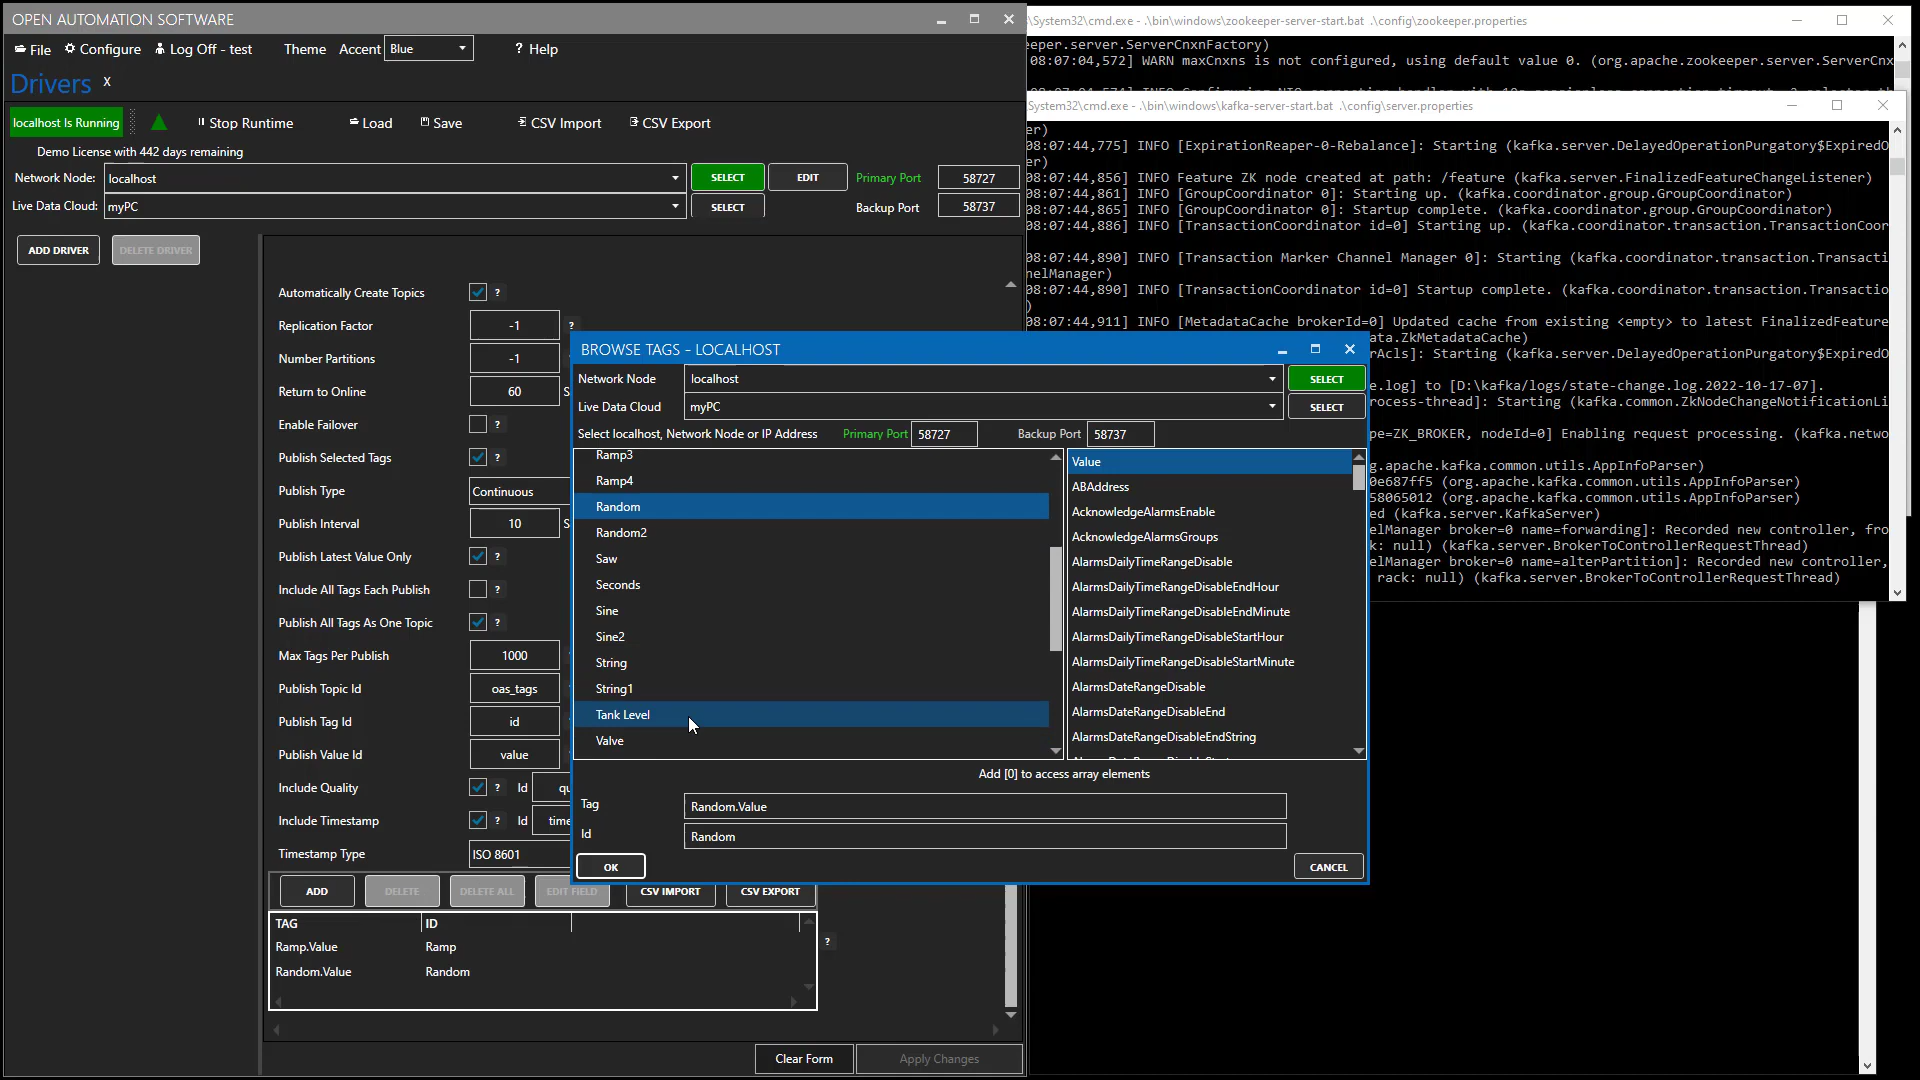 OPEN AUTOMATION SOFTWARE
File Configure Log Off - test Theme Accent Blue ? Help
Drivers X
localhost Is Running Stop Runtime Load Save CSV Import CSV Export
Demo License with 442 days remaining
Network Node: localhost SELECT EDIT Primary Port 58727
Live Data Cloud: myPC SELECT Backup Port 58737
ADD DRIVER DELETE DRIVER
Automatically Create Topics ?
Replication Factor -1 ?
Number Partitions -1
Return to Online 60 S
Enable Failover ?
Publish Selected Tags ?
Publish Type Continuous
Publish Interval 10 S
Publish Latest Value Only ?
Include All Tags Each Publish ?
Publish All Tags As One Topic ?
Max Tags Per Publish 1000
Publish Topic Id oas_tags
Publish Tag Id id
Publish Value Id value
Include Quality ? Id qu
Include Timestamp ? Id time
Timestamp Type ISO 8601
ADD DELETE DELETE ALL EDIT FIELD CSV IMPORT CSV EXPORT
TAG ID
Ramp.Value Ramp
Random.Value Random
?
Clear Form Apply Changes
BROWSE TAGS - LOCALHOST
Network Node localhost SELECT
Live Data Cloud myPC SELECT
Select localhost, Network Node or IP Address Primary Port 58727 Backup Port 58737
Ramp3
Ramp4
Random
Random2
Saw
Seconds
Sine
Sine2
String
String1
Tank Level
Valve
Value
ABAddress
AcknowledgeAlarmsEnable
AcknowledgeAlarmsGroups
AlarmsDailyTimeRangeDisable
AlarmsDailyTimeRangeDisableEndHour
AlarmsDailyTimeRangeDisableEndMinute
AlarmsDailyTimeRangeDisableStartHour
AlarmsDailyTimeRangeDisableStartMinute
AlarmsDateRangeDisable
AlarmsDateRangeDisableEnd
AlarmsDateRangeDisableEndString
Add [0] to access array elements
Tag Random.Value
Id Random
OK CANCEL
\System32\cmd.exe - .\bin\windows\zookeeper-server-start.bat .\config\zookeeper.properties
eper.server.ServerCnxnFactory)
08:07:04,572] WARN maxCnxns is not configured, using default value 0. (org.apache.zookeeper.server.ServerCnx
System32\cmd.exe - .\bin\windows\kafka-server-start.bat .\config\server.properties
er)
08:07:44,775] INFO [ExpirationReaper-0-Rebalance]: Starting (kafka.server.DelayedOperationPurgatory$ExpiredO
er)
08:07:44,856] INFO Feature ZK node created at path: /feature (kafka.server.FinalizedFeatureChangeListener)
08:07:44,861] INFO [GroupCoordinator 0]: Starting up. (kafka.coordinator.group.GroupCoordinator)
08:07:44,865] INFO [GroupCoordinator 0]: Startup complete. (kafka.coordinator.group.GroupCoordinator)
08:07:44,886] INFO [TransactionCoordinator id=0] Starting up. (kafka.coordinator.transaction.TransactionCoor
08:07:44,890] INFO [Transaction Marker Channel Manager 0]: Starting (kafka.coordinator.transaction.Transacti
nelManager)
08:07:44,890] INFO [TransactionCoordinator id=0] Startup complete. (kafka.coordinator.transaction.Transactio
)
08:07:44,911] INFO [MetadataCache brokerId=0] Updated cache from existing <empty> to latest FinalizedFeature
ata.ZkMetadataCache)
erAcls]: Starting (kafka.server.DelayedOperationPurgatory$ExpiredO
e.log] to [D:\kafka/logs/state-change.log.2022-10-17-07].
rocess-thread]: Starting (kafka.common.ZkNodeChangeNotificationLi
pe=ZK_BROKER, nodeId=0] Enabling request processing. (kafka.netwo
g.apache.kafka.common.utils.AppInfoParser)
0e687ff5 (org.apache.kafka.common.utils.AppInfoParser)
58065012 (org.apache.kafka.common.utils.AppInfoParser)
ed (kafka.server.KafkaServer)
elManager broker=0 name=forwarding]: Recorded new controller, fro
k: null) (kafka.server.BrokerToControllerRequestThread)
elManager broker=0 name=alterPartition]: Recorded new controller,
rack: null) (kafka.server.BrokerToControllerRequestThread)